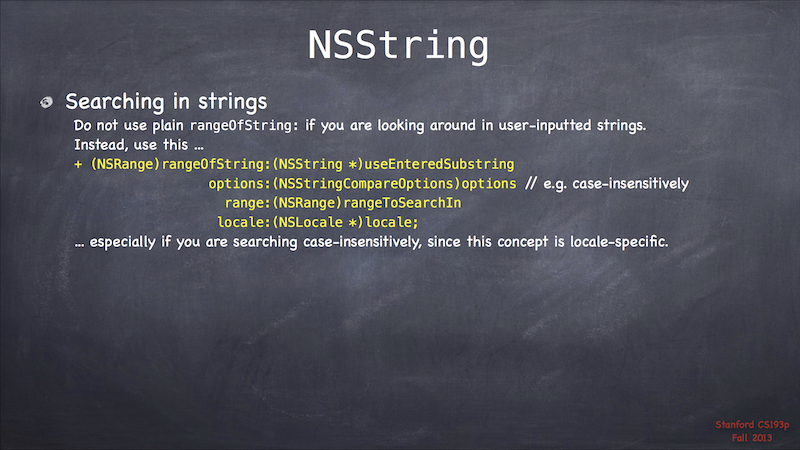 NSString
Searching in strings
Do not use plain rangeOfString: if you are looking around in user-inputted strings.
Instead, use this …
+ (NSRange)rangeOfString:(NSString *)useEnteredSubstring
options:(NSStringCompareOptions)options // e.g. case-insensitively
range:(NSRange)rangeToSearchIn
locale:(NSLocale *)locale;
… especially if you are searching case-insensitively, since this concept is locale-specific.
Stanford CS193p
Fall 2013